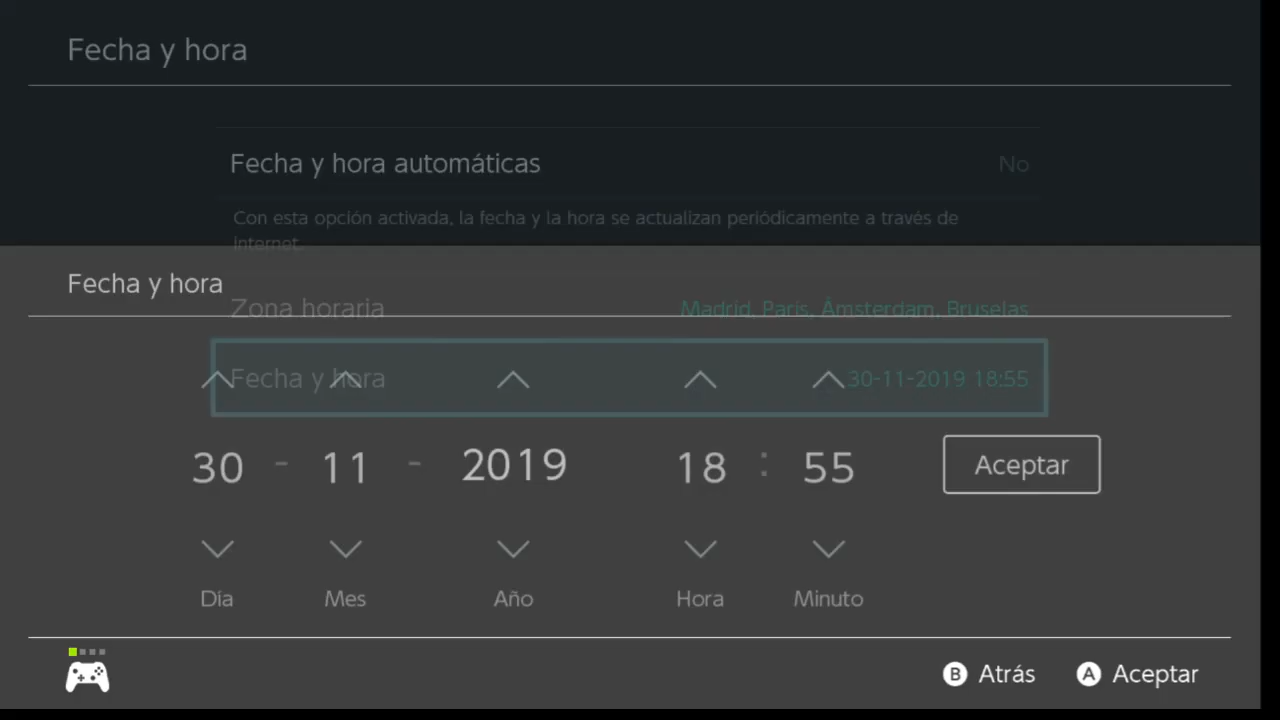 Fecha y hora
Fecha y hora automáticas No
Con esta opción activada, la fecha y la hora se actualizan periódicamente a través de
Internet.
Fecha y hora
Zona horaria Madrid, París, Ámsterdam, Bruselas
Fecha y hora 30-11-2019 18:55
30 - 11 - 2019 18 : 55 Aceptar
Día Mes Año Hora Minuto
B Atrás A Aceptar